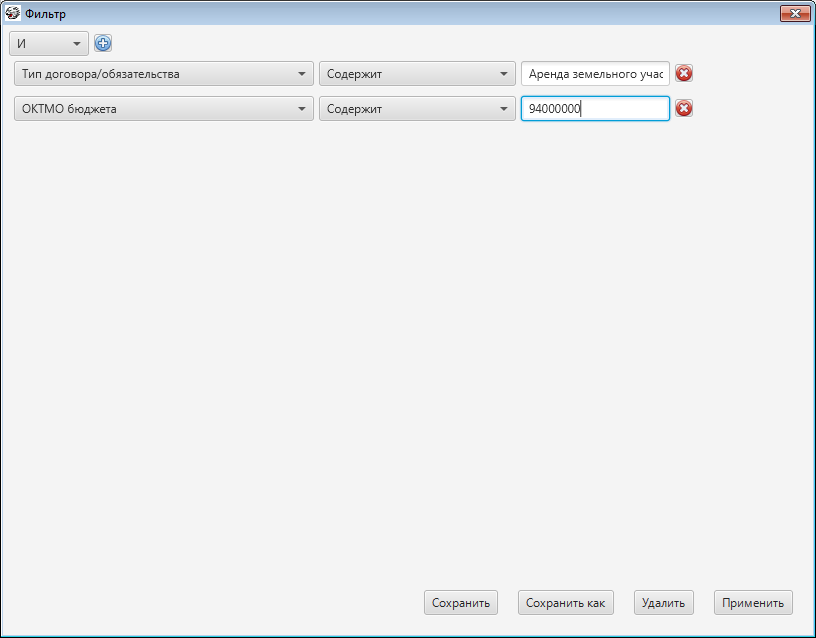 Фильтр
И
Тип договора/обязательства Содержит Аренда земельного учас
ОКТМО бюджета Содержит 94000000
Сохранить Сохранить как Удалить Применить